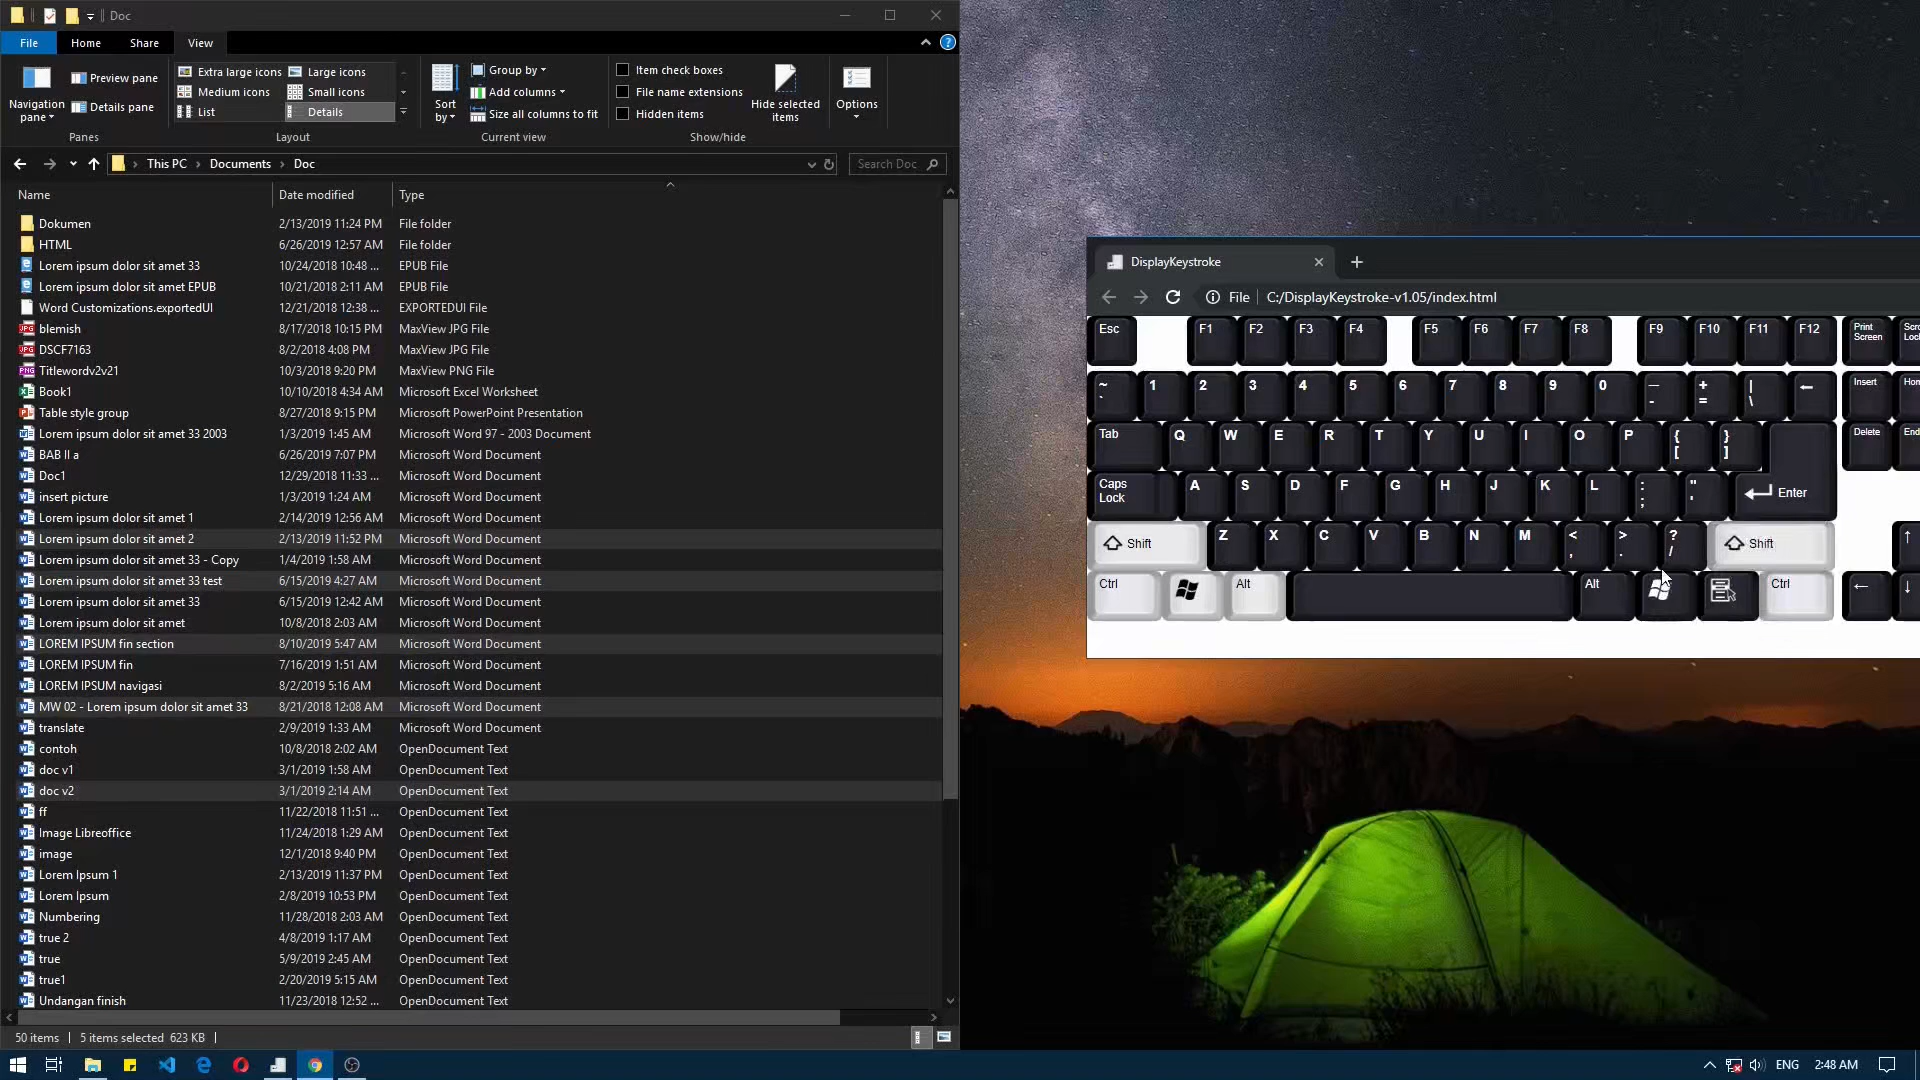 Doc
File Home Share View
Navigation pane
Preview pane
Details pane
Panes
Extra large icons Large icons
Medium icons Small icons
List Details
Layout
Sort by
Group by
Add columns
Size all columns to fit
Current view
Item check boxes
File name extensions
Hidden items
Hide selected items
Show/hide
Options
This PC Documents Doc
Search Doc
Name Date modified Type
Dokumen 2/13/2019 11:24 PM File folder
HTML 6/26/2019 12:57 AM File folder
Lorem ipsum dolor sit amet 33 10/24/2018 10:48 ... EPUB File
Lorem ipsum dolor sit amet EPUB 10/21/2018 2:11 AM EPUB File
Word Customizations.exportedUI 12/21/2018 12:38 ... EXPORTEDUI File
blemish 8/17/2018 10:15 PM MaxView JPG File
DSCF7163 8/2/2018 4:08 PM MaxView JPG File
Titlewordv2v21 10/3/2018 9:20 PM MaxView PNG File
Book1 10/10/2018 4:34 AM Microsoft Excel Worksheet
Table style group 8/27/2018 9:15 PM Microsoft PowerPoint Presentation
Lorem ipsum dolor sit amet 33 2003 1/3/2019 1:45 AM Microsoft Word 97 - 2003 Document
BAB II a 6/26/2019 7:07 PM Microsoft Word Document
Doc1 12/29/2018 11:33 ... Microsoft Word Document
insert picture 1/3/2019 1:24 AM Microsoft Word Document
Lorem ipsum dolor sit amet 1 2/14/2019 12:56 AM Microsoft Word Document
Lorem ipsum dolor sit amet 2 2/13/2019 11:52 PM Microsoft Word Document
Lorem ipsum dolor sit amet 33 - Copy 1/4/2019 1:58 AM Microsoft Word Document
Lorem ipsum dolor sit amet 33 test 6/15/2019 4:27 AM Microsoft Word Document
Lorem ipsum dolor sit amet 33 6/15/2019 12:42 AM Microsoft Word Document
Lorem ipsum dolor sit amet 10/8/2018 2:03 AM Microsoft Word Document
LOREM IPSUM fin section 8/10/2019 5:47 AM Microsoft Word Document
LOREM IPSUM fin 7/16/2019 1:51 AM Microsoft Word Document
LOREM IPSUM navigasi 8/2/2019 5:16 AM Microsoft Word Document
MW 02 - Lorem ipsum dolor sit amet 33 8/21/2018 12:08 AM Microsoft Word Document
translate 2/9/2019 1:33 AM Microsoft Word Document
contoh 10/8/2018 2:02 AM OpenDocument Text
doc v1 3/1/2019 1:58 AM OpenDocument Text
doc v2 3/1/2019 2:14 AM OpenDocument Text
ff 11/22/2018 11:51 ... OpenDocument Text
Image Libreoffice 11/24/2018 1:29 AM OpenDocument Text
image 12/1/2018 9:40 PM OpenDocument Text
Lorem Ipsum 1 2/13/2019 11:37 PM OpenDocument Text
Lorem Ipsum 2/8/2019 10:53 PM OpenDocument Text
Numbering 11/28/2018 2:03 AM OpenDocument Text
true 2 4/8/2019 1:17 AM OpenDocument Text
true 5/9/2019 2:45 AM OpenDocument Text
true1 2/20/2019 5:15 AM OpenDocument Text
Undangan finish 11/23/2018 12:52 ... OpenDocument Text
50 items 5 items selected 623 KB
DisplayKeystroke
File C:/DisplayKeystroke-v1.05/index.html
Esc F1 F2 F3 F4 F5 F6 F7 F8 F9 F10 F11 F12 Print Screen
~ ` 1 2 3 4 5 6 7 8 9 0 — - + = | \ ← Insert
Tab Q W E R T Y U I O P { [ } ] Delete
Caps Lock A S D F G H J K L : ; " ' Enter
Shift Z X C V B N M < , > . ? / Shift ↑
Ctrl Alt Alt Ctrl ← ↓
ENG 2:48 AM